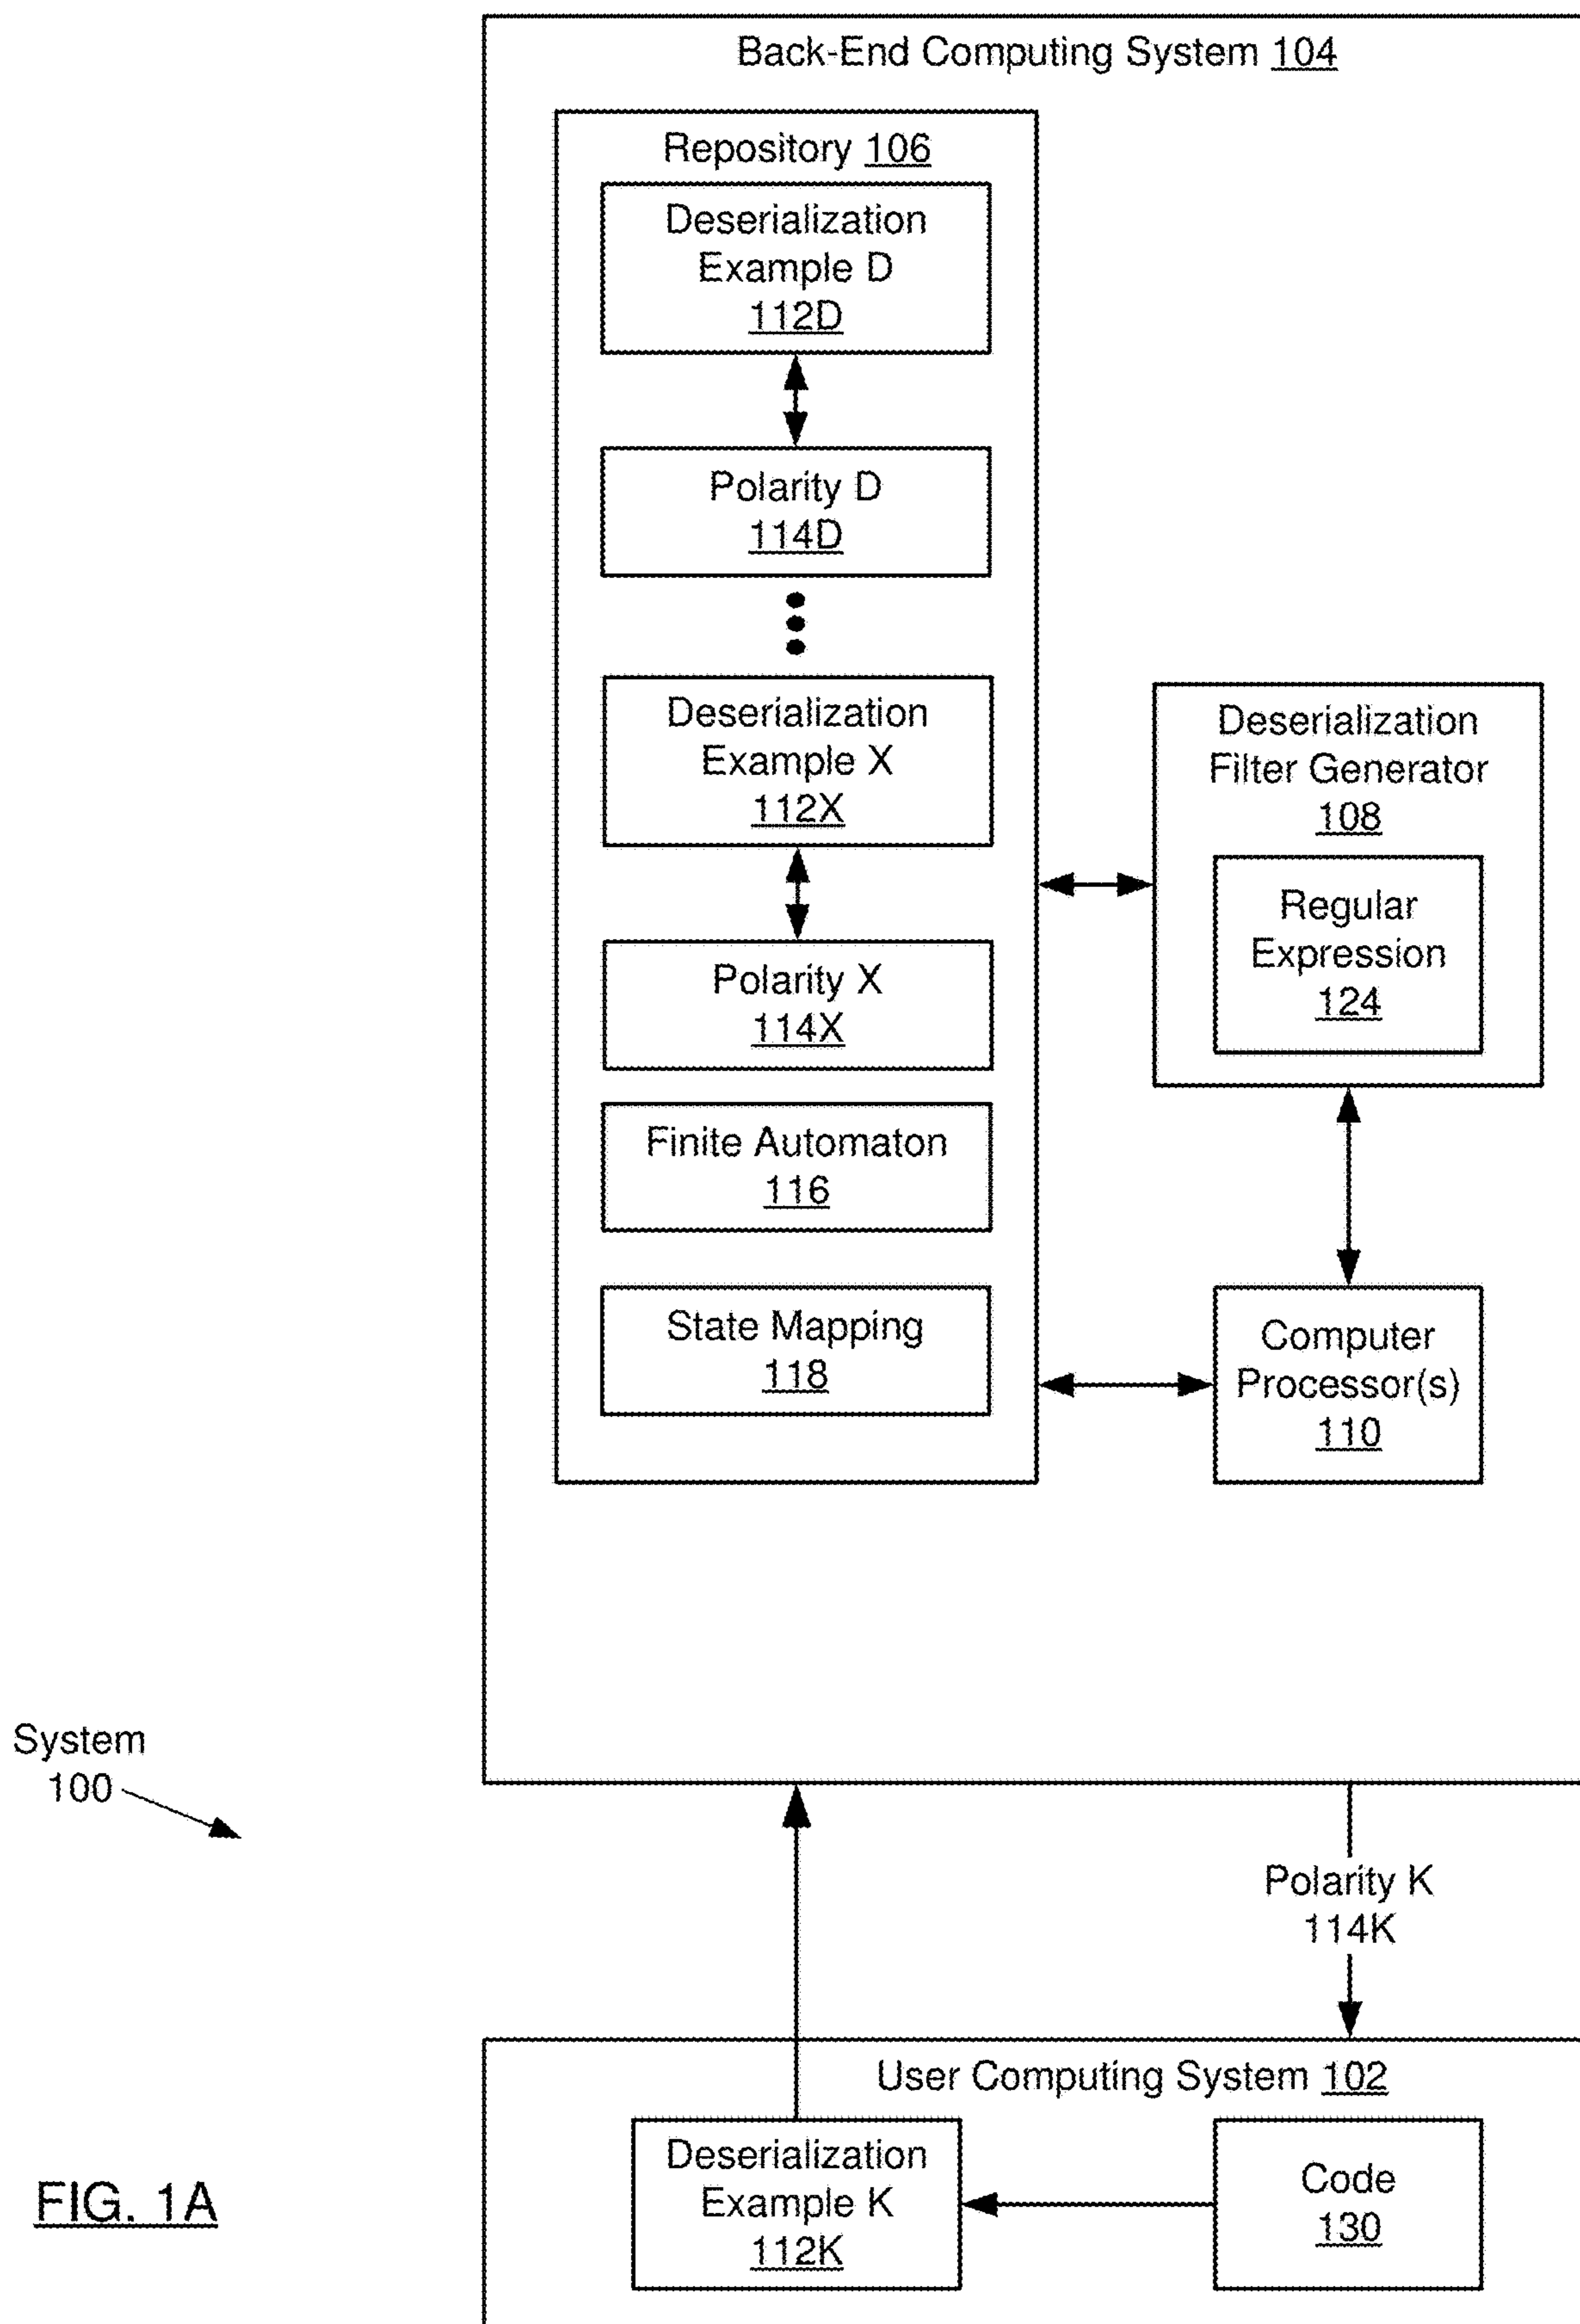 Back-End Computing System 104
Repository 106
Deserialization
Example D
112D
Polarity D
114D
Deserialization
Example X
112X
Polarity X
114X
Finite Automaton
116
State Mapping
118
Deserialization
Filter Generator
108
Regular
Expression
124
Computer
Processor(s)
110
System
100
Polarity K
114K
User Computing System 102
Deserialization
Example K
112K
Code
130
FIG. 1A